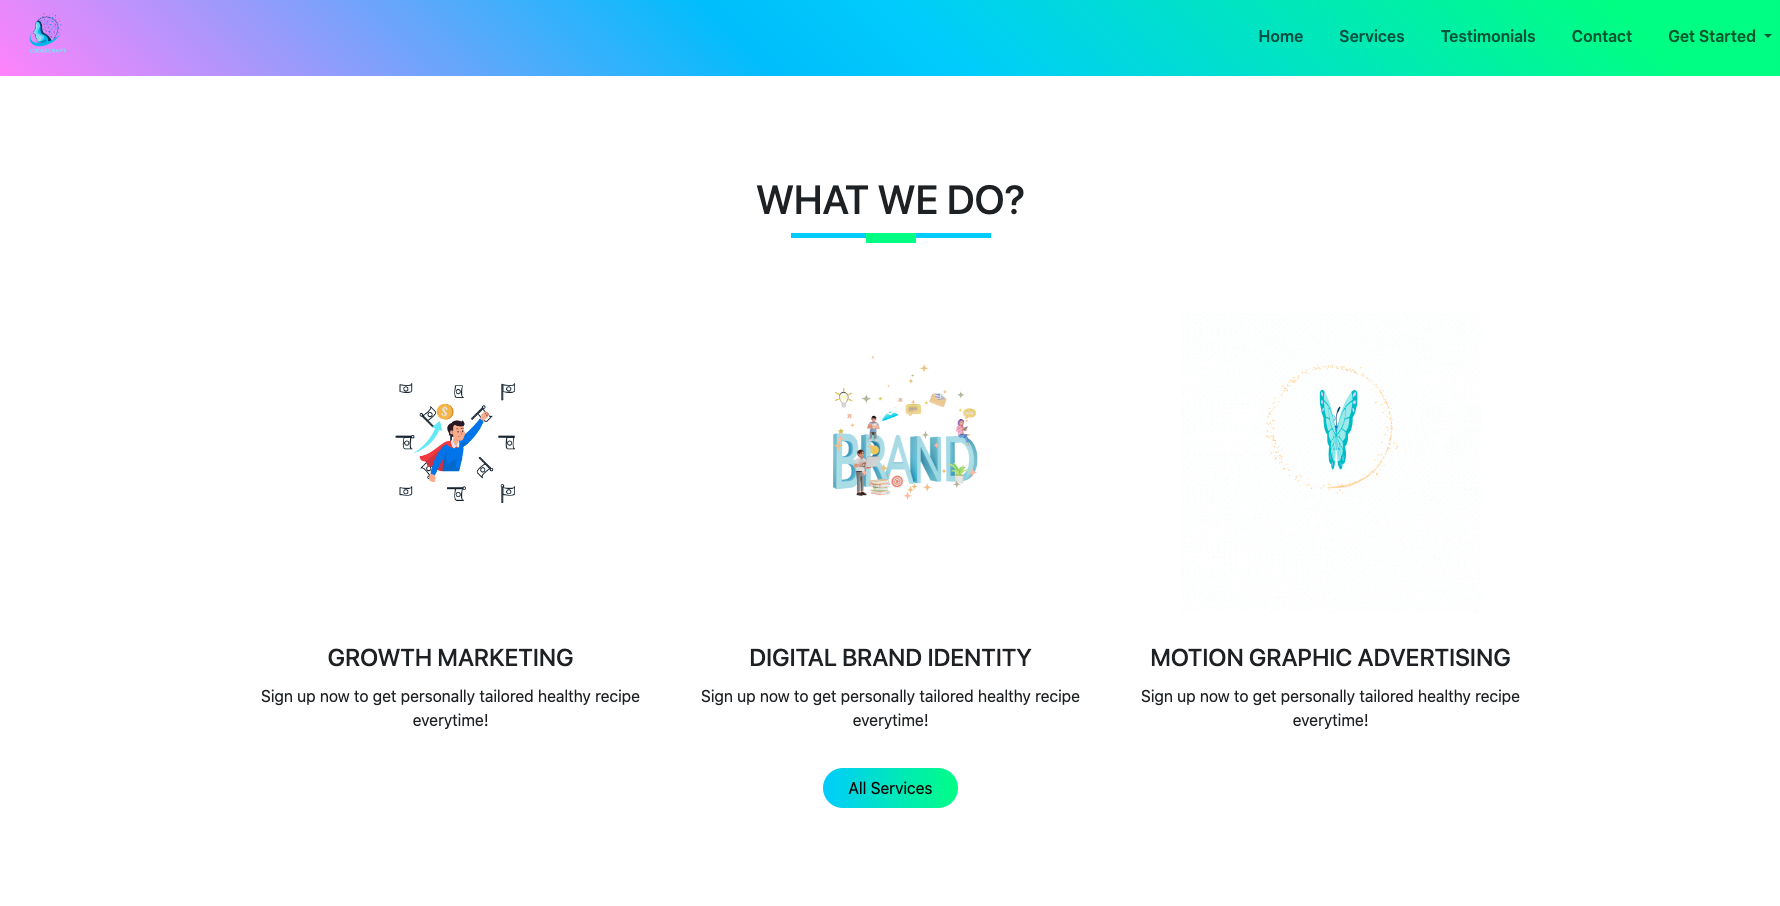 Home Services Testimonials Contact Get Started
WHAT WE DO?
BRAND
GROWTH MARKETING
Sign up now to get personally tailored healthy recipe
everytime!
DIGITAL BRAND IDENTITY
Sign up now to get personally tailored healthy recipe
everytime!
MOTION GRAPHIC ADVERTISING
Sign up now to get personally tailored healthy recipe
everytime!
All Services